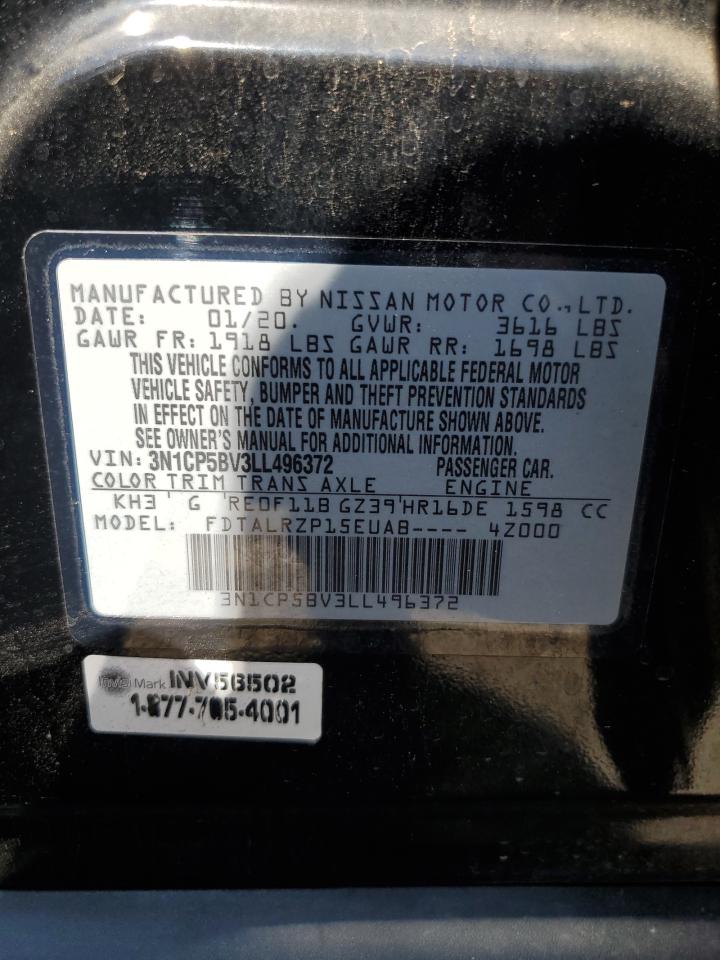 MANUFACTURED BY NISSAN MOTOR CO., LTD.
DATE: 01/20. GVWR: 3616 LBS
GAWR FR: 1918 LBS GAWR RR: 1698 LBS
THIS VEHICLE CONFORMS TO ALL APPLICABLE FEDERAL MOTOR
VEHICLE SAFETY, BUMPER AND THEFT PREVENTION STANDARDS
IN EFFECT ON THE DATE OF MANUFACTURE SHOWN ABOVE.
SEE OWNER'S MANUAL FOR ADDITIONAL INFORMATION.
VIN: 3N1CP5BV3LL496372 PASSENGER CAR.
COLOR TRIM TRANS AXLE ENGINE
KH3 G RE0F11B GZ39 HR16DE 1598 CC
MODEL: FDTALRZP15EUAB---- 4Z000
3N1CP5BV3LL496372
Mark INV56502
1-877-705-4001